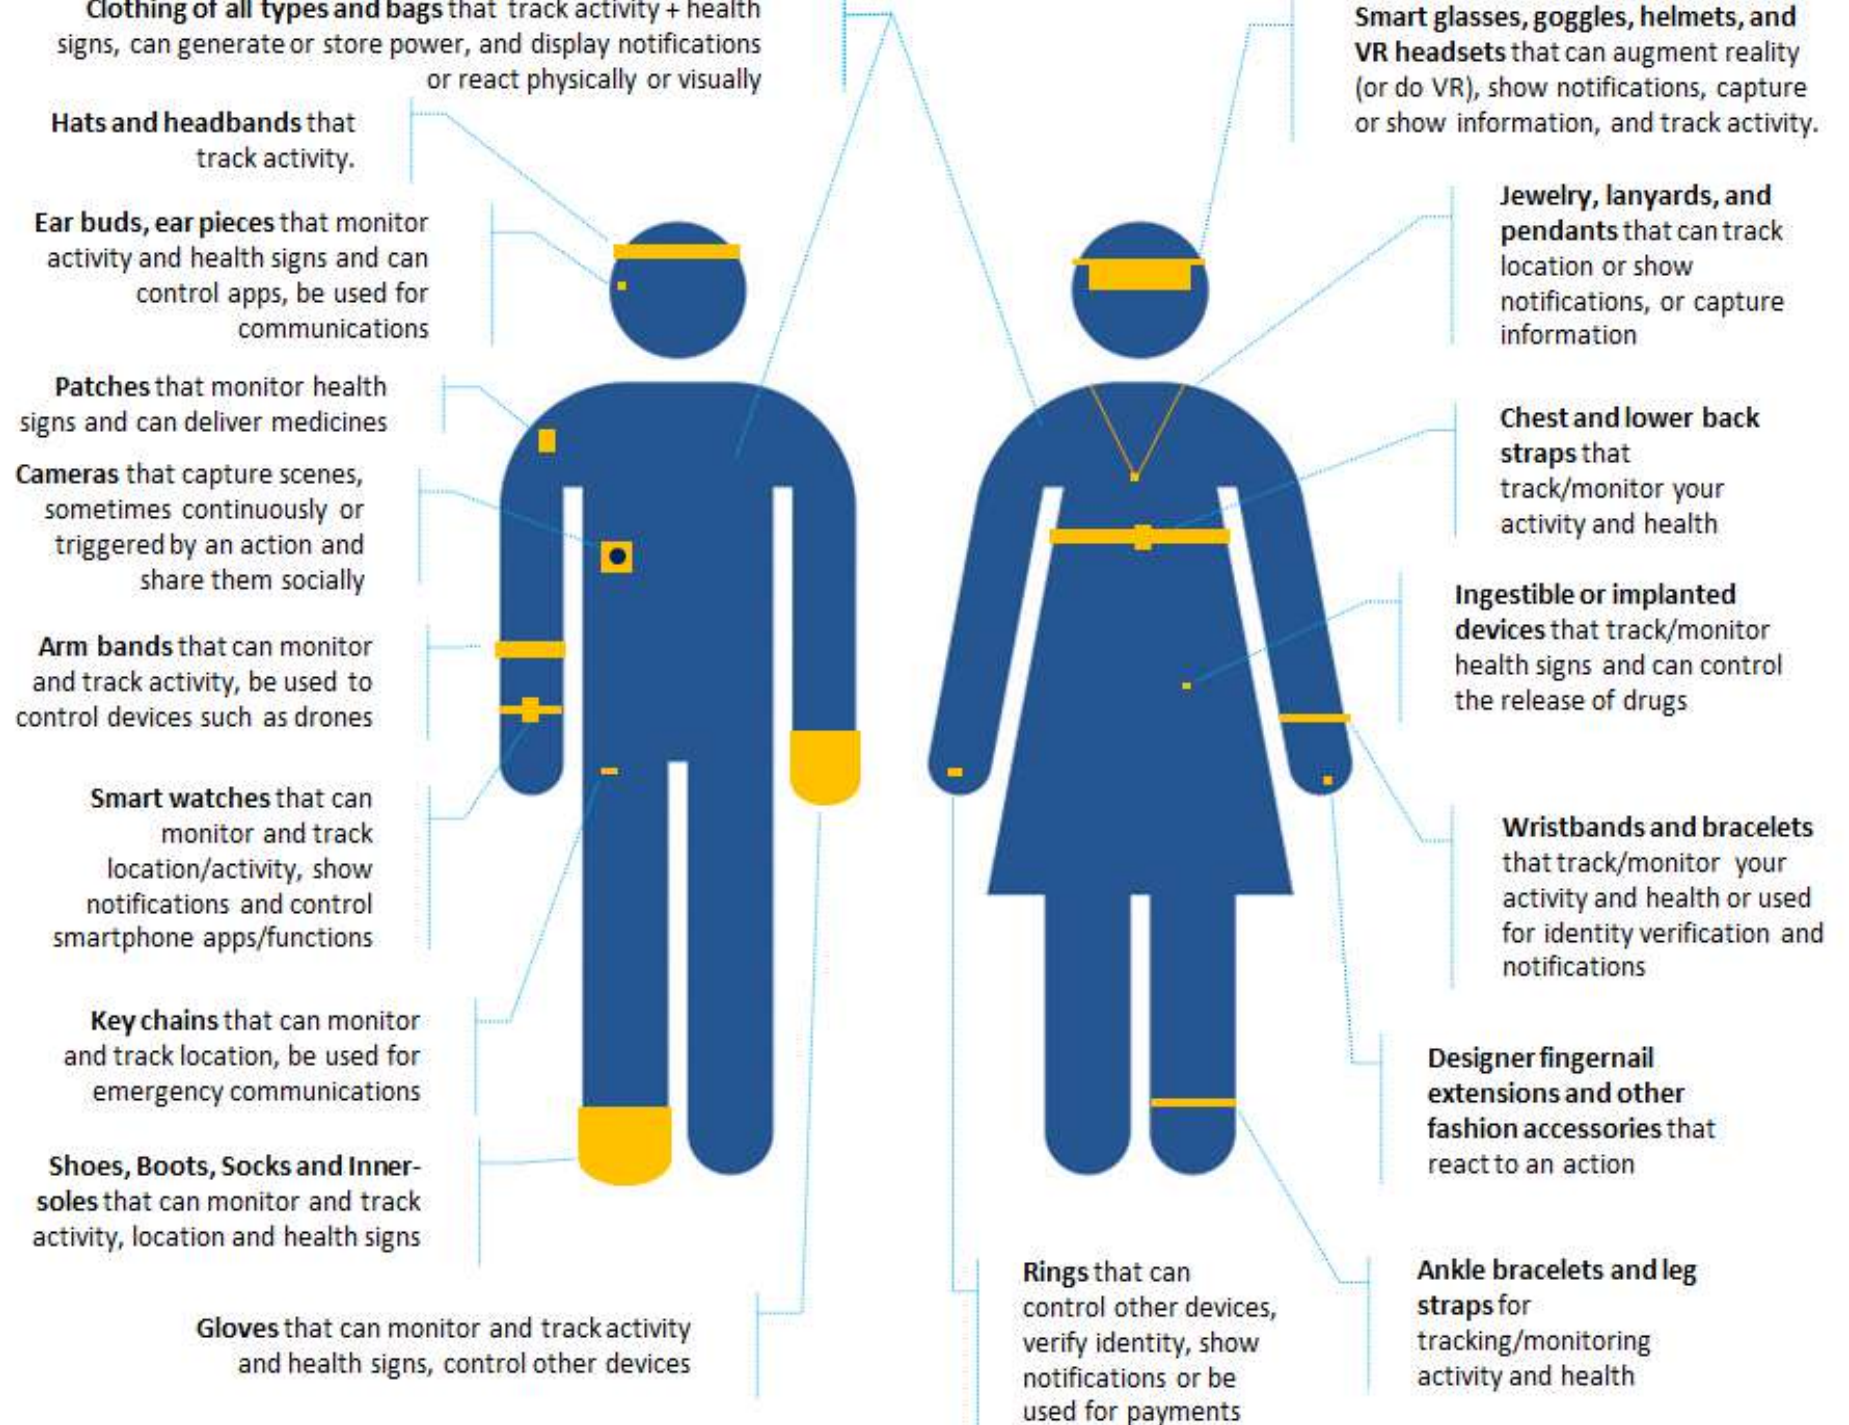 Clothing of all types and bags that track activity + health
signs, can generate or store power, and display notifications
or react physically or visually
Hats and headbands that
track activity.
Ear buds, ear pieces that monitor
activity and health signs and can
control apps, be used for
communications
Patches that monitor health
signs and can deliver medicines
Cameras that capture scenes,
sometimes continuously or
triggered by an action and
share them socially
Arm bands that can monitor
and track activity, be used to
control devices such as drones
Smart watches that can
monitor and track
location/activity, show
notifications and control
smartphone apps/functions
Key chains that can monitor
and track location, be used for
emergency communications
Shoes, Boots, Socks and Inner-
soles that can monitor and track
activity, location and health signs
Gloves that can monitor and track activity
and health signs, control other devices
Smart glasses, goggles, helmets, and
VR headsets that can augment reality
(or do VR), show notifications, capture
or show information, and track activity.
Jewelry, lanyards, and
pendants that can track
location or show
notifications, or capture
information
Chest and lower back
straps that
track/monitor your
activity and health
Ingestible or implanted
devices that track/monitor
health signs and can control
the release of drugs
Wristbands and bracelets
that track/monitor your
activity and health or used
for identity verification and
notifications
Designer fingernail
extensions and other
fashion accessories that
react to an action
Rings that can
control other devices,
verify identity, show
notifications or be
used for payments
Ankle bracelets and leg
straps for
tracking/monitoring
activity and health